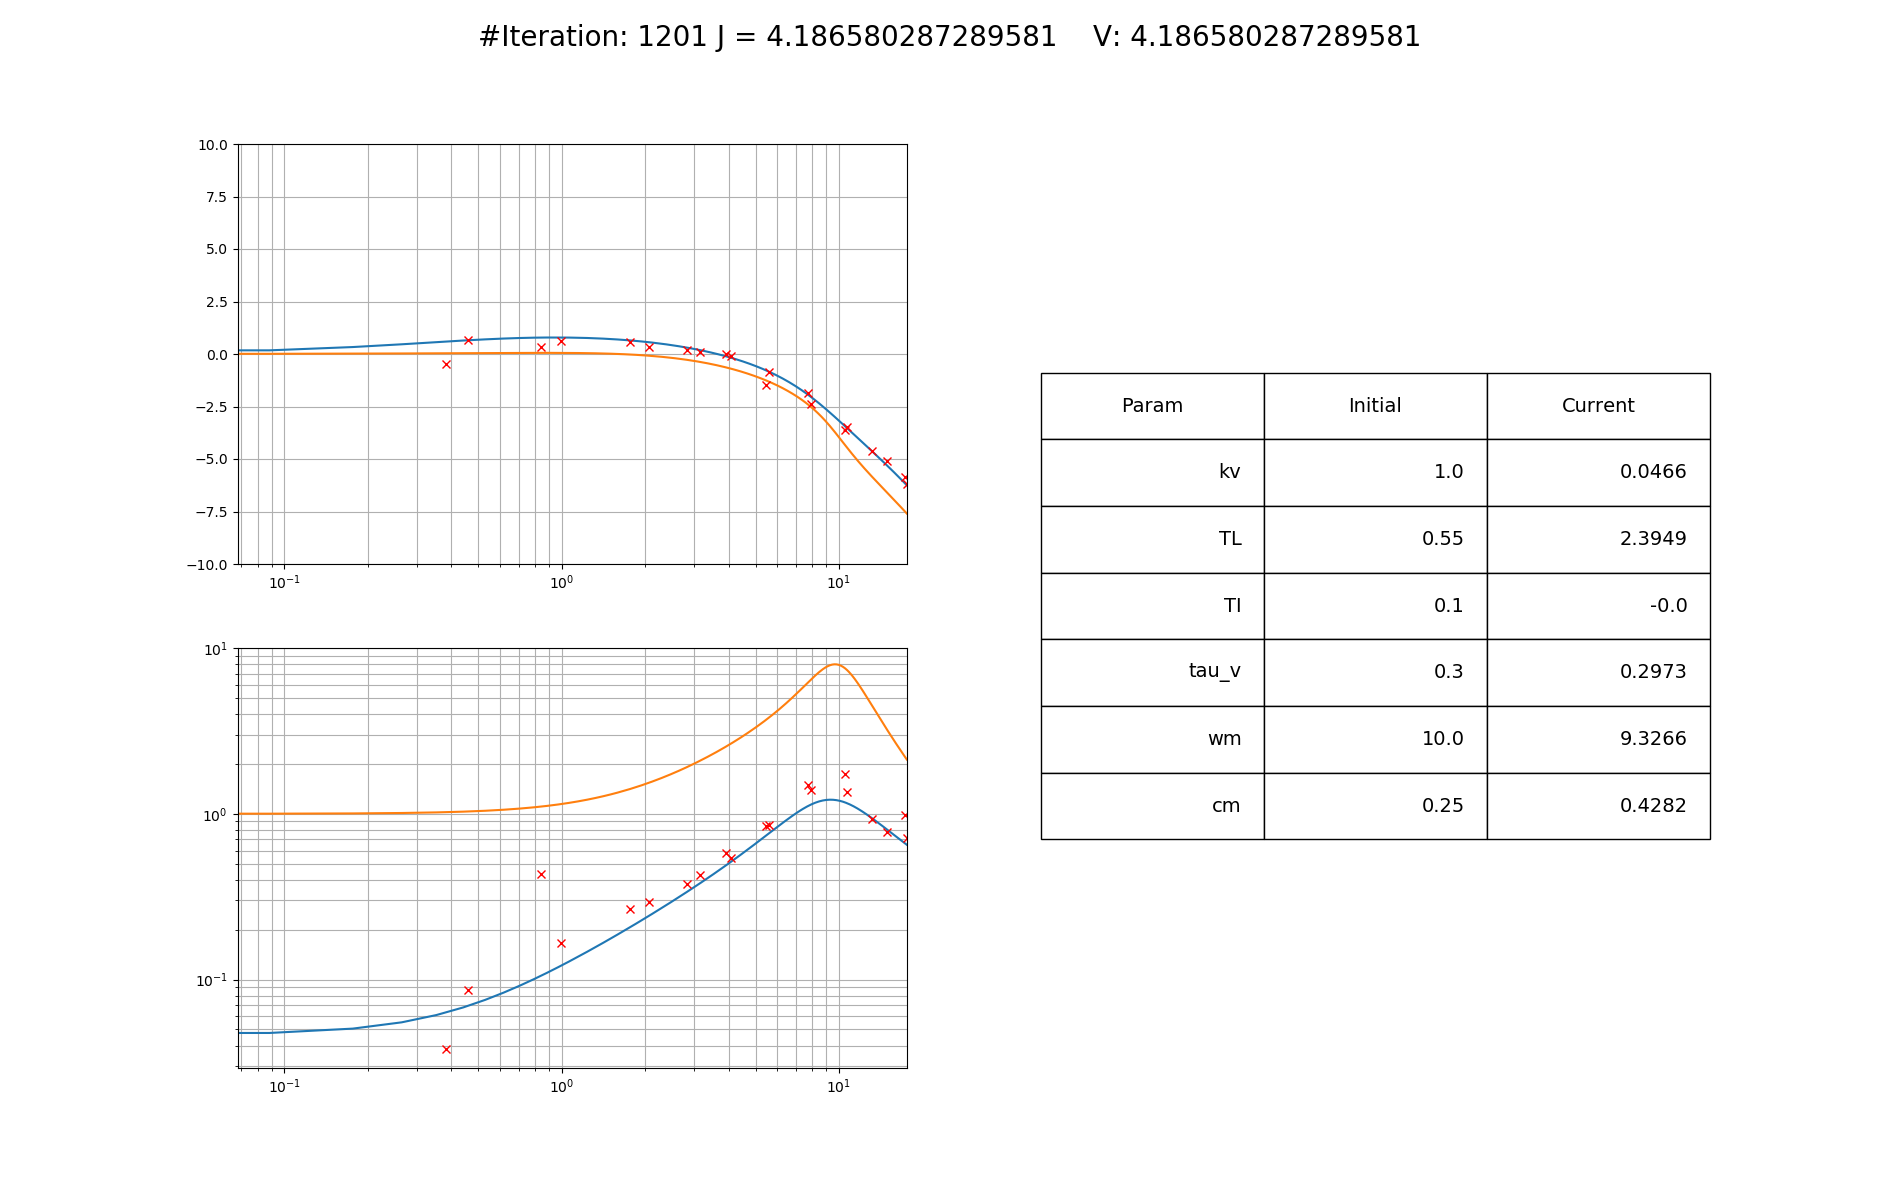 #Iteration: 1201 J = 4.186580287289581    V: 4.186580287289581
10.0
7.5
5.0
2.5
0.0
−2.5
−5.0
−7.5
−10.0
10⁻¹ 10⁰ 10¹
Param Initial Current
kv 1.0 0.0466
TL 0.55 2.3949
TI 0.1 -0.0
tau_v 0.3 0.2973
wm 10.0 9.3266
cm 0.25 0.4282
10¹
10⁰
10⁻¹
10⁻¹ 10⁰ 10¹